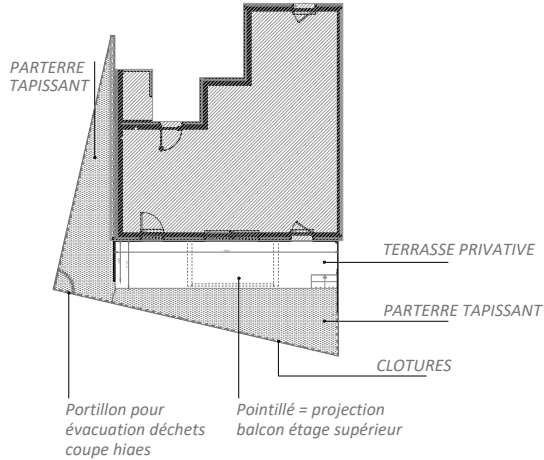 PARTERRE
TAPISSANT
TERRASSE PRIVATIVE
PARTERRE TAPISSANT
CLOTURES
Portillon pour
évacuation déchets
coupe hiaes
Pointillé = projection
balcon étage supérieur